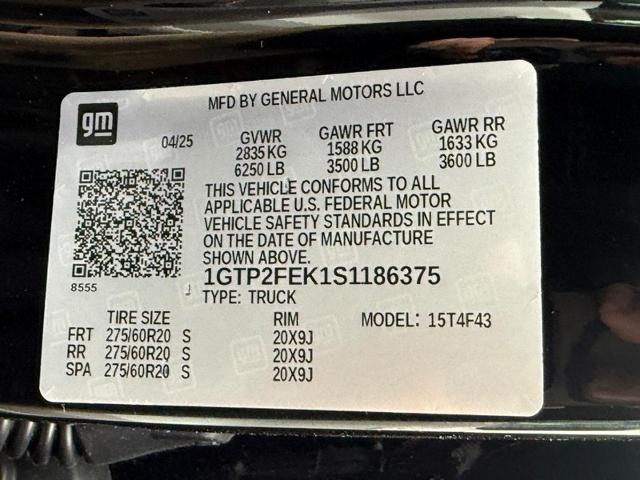 gm
MFD BY GENERAL MOTORS LLC
04/25
GVWR GAWR FRT GAWR RR
2835 KG 1588 KG 1633 KG
6250 LB 3500 LB 3600 LB
THIS VEHICLE CONFORMS TO ALL
APPLICABLE U.S. FEDERAL MOTOR
VEHICLE SAFETY STANDARDS IN EFFECT
ON THE DATE OF MANUFACTURE
SHOWN ABOVE.
8555
1GTP2FEK1S1186375
TYPE: TRUCK
TIRE SIZE RIM MODEL: 15T4F43
FRT 275/60R20 S 20X9J
RR 275/60R20 S 20X9J
SPA 275/60R20 S 20X9J